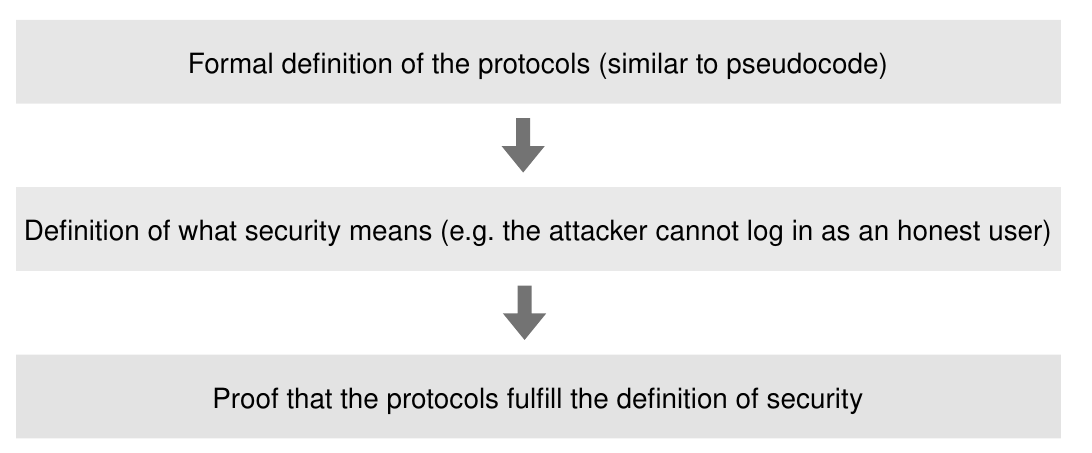 Formal definition of the protocols (similar to pseudocode)
Definition of what security means (e.g. the attacker cannot log in as an honest user)
Proof that the protocols fulfill the definition of security